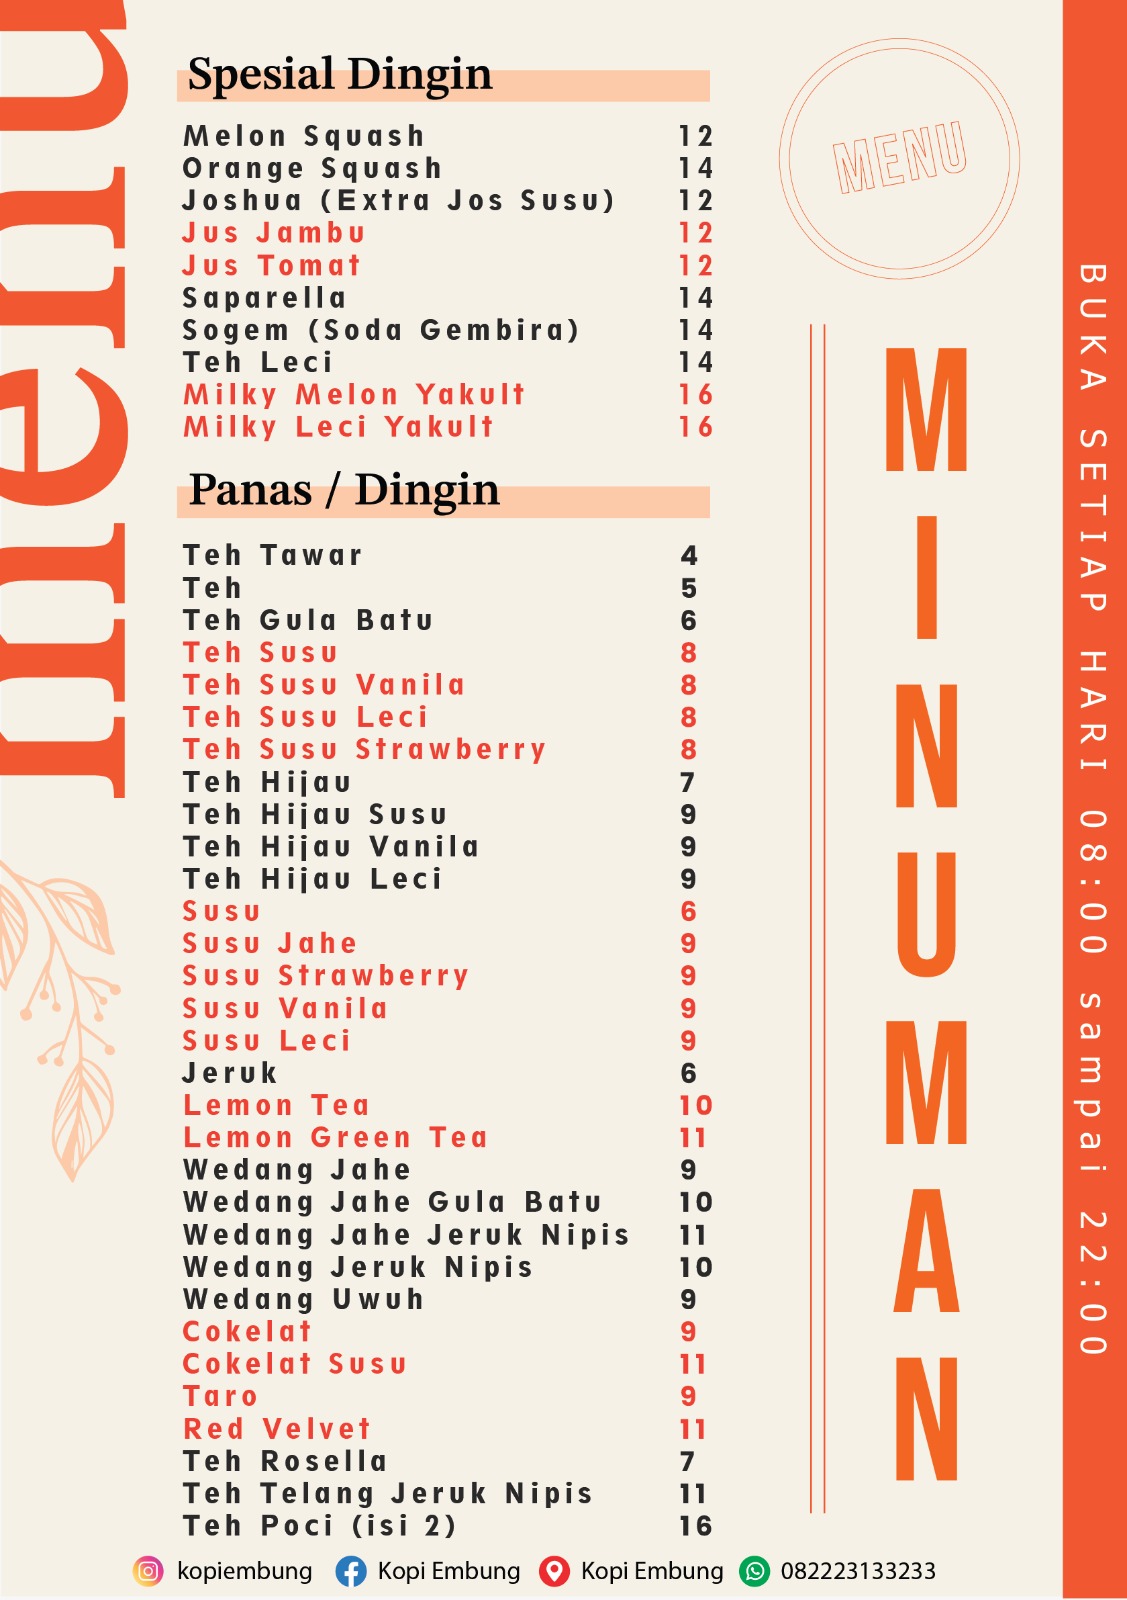 menu
Spesial Dingin
Melon Squash 12
Orange Squash 14
Joshua (Extra Jos Susu) 12
Jus Jambu 12
Jus Tomat 12
Saparella 14
Sogem (Soda Gembira) 14
Teh Leci 14
Milky Melon Yakult 16
Milky Leci Yakult 16
Panas / Dingin
Teh Tawar 4
Teh 5
Teh Gula Batu 6
Teh Susu 8
Teh Susu Vanila 8
Teh Susu Leci 8
Teh Susu Strawberry 8
Teh Hijau 7
Teh Hijau Susu 9
Teh Hijau Vanila 9
Teh Hijau Leci 9
Susu 6
Susu Jahe 9
Susu Strawberry 9
Susu Vanila 9
Susu Leci 9
Jeruk 6
Lemon Tea 10
Lemon Green Tea 11
Wedang Jahe 9
Wedang Jahe Gula Batu 10
Wedang Jahe Jeruk Nipis 11
Wedang Jeruk Nipis 10
Wedang Uwuh 9
Cokelat 9
Cokelat Susu 11
Taro 9
Red Velvet 11
Teh Rosella 7
Teh Telang Jeruk Nipis 11
Teh Poci (isi 2) 16
MENU
MINUMAN
BUKA SETIAP HARI 08:00 sampai 22:00
kopiembung Kopi Embung Kopi Embung 082223133233